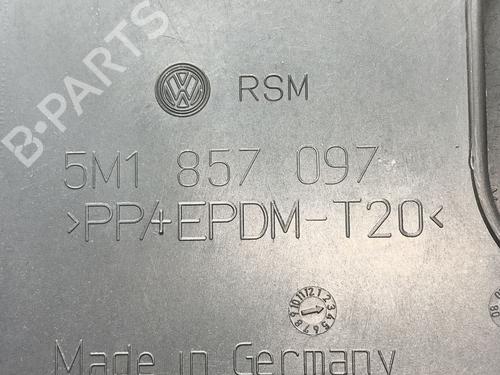 B-PARTS
RSM
5M1 857 097
>PP/+EPDM-T20<
Made in Germany